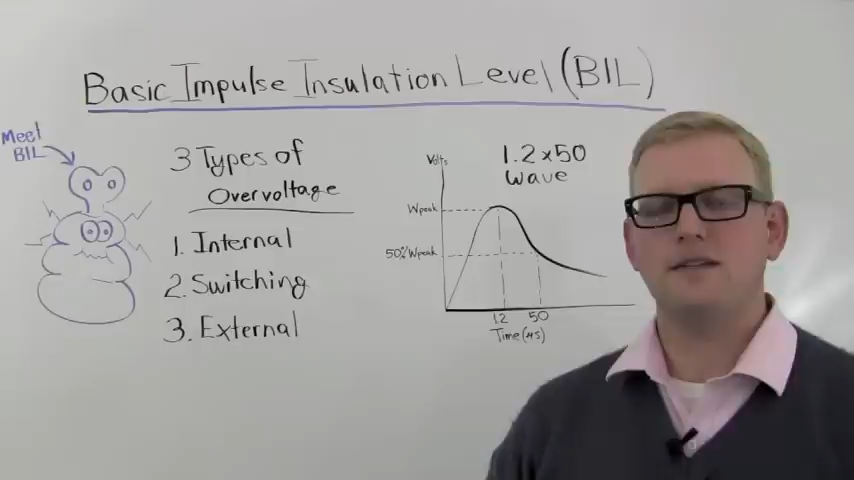 Basic Impulse Insulation Level (BIL)
Meet
BIL
3 Types of
Overvoltage
1. Internal
2. Switching
3. External
1.2 x 50
wave
Volts
Wpeak
50% Wpeak
1.2 50
Time (μs)